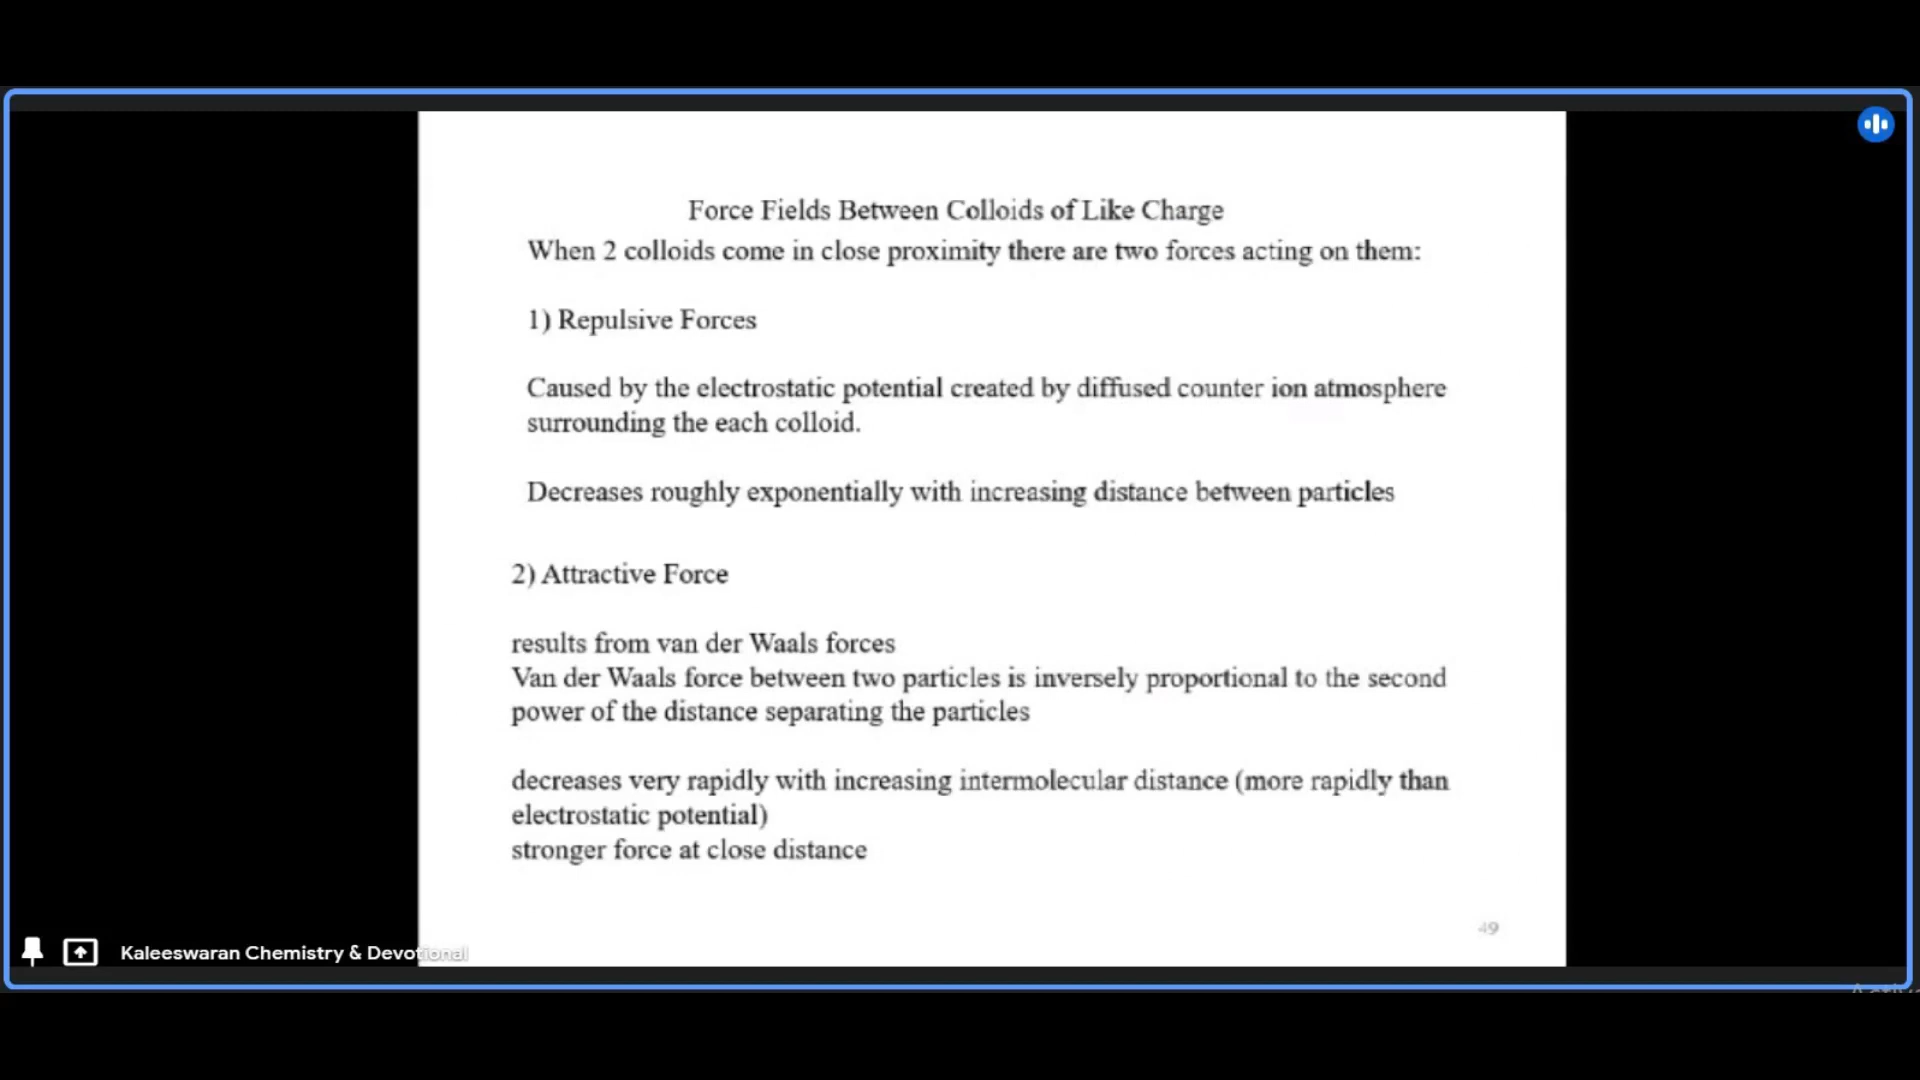 Force Fields Between Colloids of Like Charge
When 2 colloids come in close proximity there are two forces acting on them:
1) Repulsive Forces
Caused by the electrostatic potential created by diffused counter ion atmosphere
surrounding the each colloid.
Decreases roughly exponentially with increasing distance between particles
2) Attractive Force
results from van der Waals forces
Van der Waals force between two particles is inversely proportional to the second
power of the distance separating the particles
decreases very rapidly with increasing intermolecular distance (more rapidly than
electrostatic potential)
stronger force at close distance
49
Kaleeswaran Chemistry & Devotional